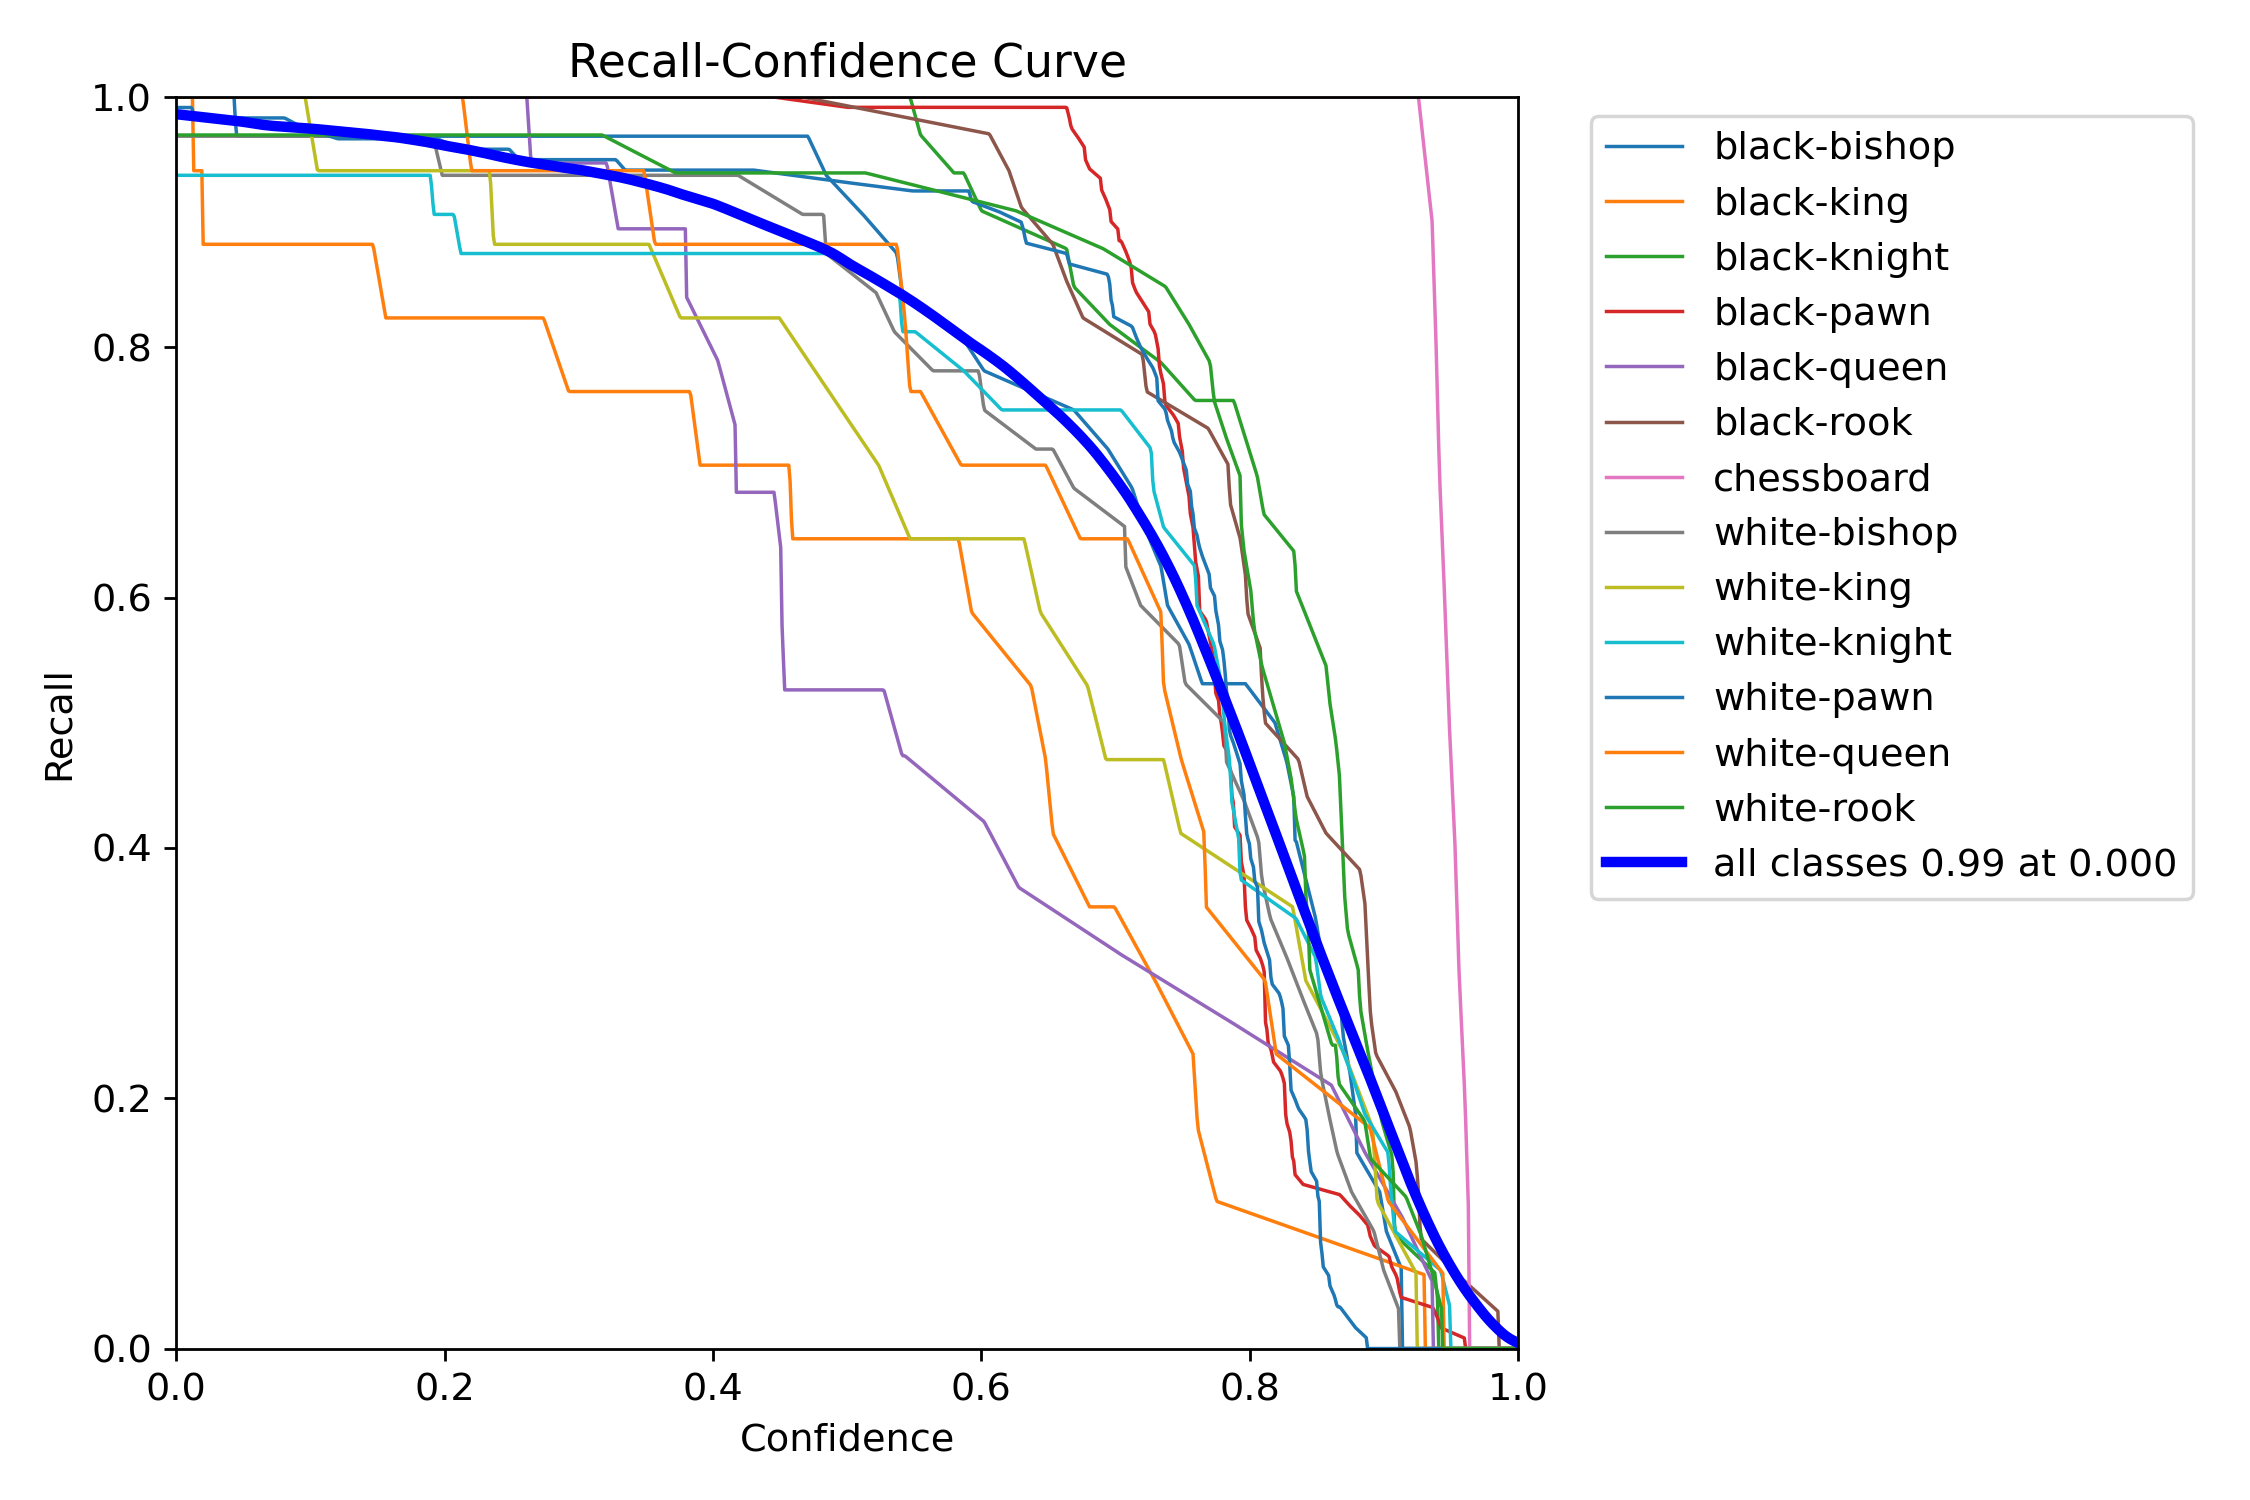 Recall-Confidence Curve
1.0
0.8
0.6
0.4
0.2
0.0
Recall
0.0 0.2 0.4 0.6 0.8 1.0
Confidence
black-bishop
black-king
black-knight
black-pawn
black-queen
black-rook
chessboard
white-bishop
white-king
white-knight
white-pawn
white-queen
white-rook
all classes 0.99 at 0.000